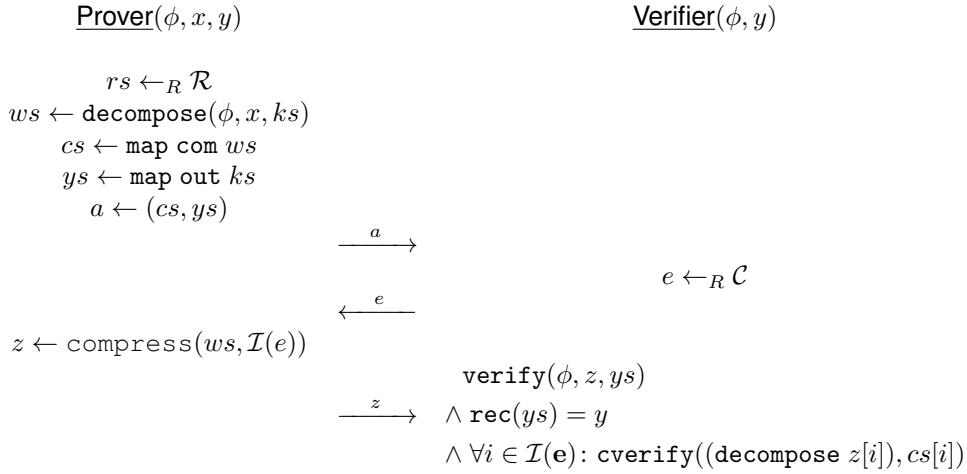 Prover(ϕ, x, y) Verifier(ϕ, y)
rs ←R R
ws ← decompose(ϕ, x, ks)
cs ← map com ws
ys ← map out ks
a ← (cs, ys)
a
e ←R C
e
z ← compress(ws, I(e))
verify(ϕ, z, ys)
z ∧ rec(ys) = y
∧ ∀i ∈ I(e): cverify((decompose z[i]), cs[i])